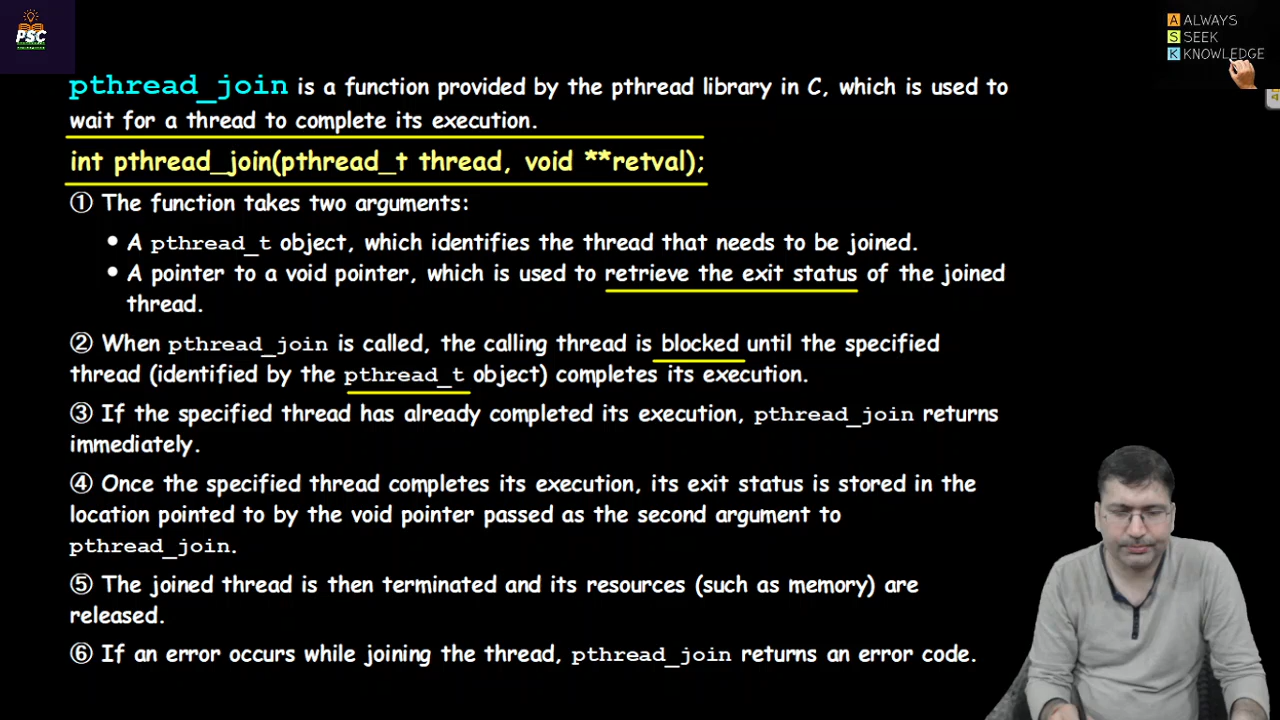 PSC
ALWAYS
SEEK
KNOWLEDGE
pthread_join is a function provided by the pthread library in C, which is used to
wait for a thread to complete its execution.
int pthread_join(pthread_t thread, void **retval);
① The function takes two arguments:
• A pthread_t object, which identifies the thread that needs to be joined.
• A pointer to a void pointer, which is used to retrieve the exit status of the joined
thread.
② When pthread_join is called, the calling thread is blocked until the specified
thread (identified by the pthread_t object) completes its execution.
③ If the specified thread has already completed its execution, pthread_join returns
immediately.
④ Once the specified thread completes its execution, its exit status is stored in the
location pointed to by the void pointer passed as the second argument to
pthread_join.
⑤ The joined thread is then terminated and its resources (such as memory) are
released.
⑥ If an error occurs while joining the thread, pthread_join returns an error code.